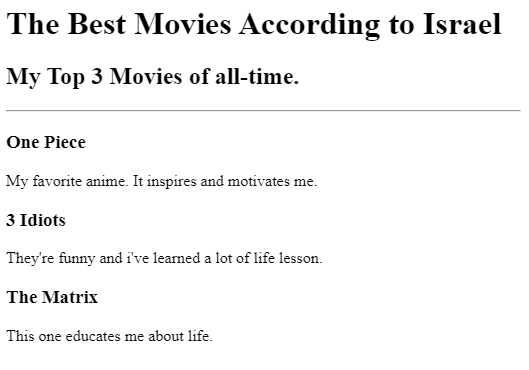 The Best Movies According to Israel
My Top 3 Movies of all-time.
One Piece
My favorite anime. It inspires and motivates me.
3 Idiots
They're funny and i've learned a lot of life lesson.
The Matrix
This one educates me about life.